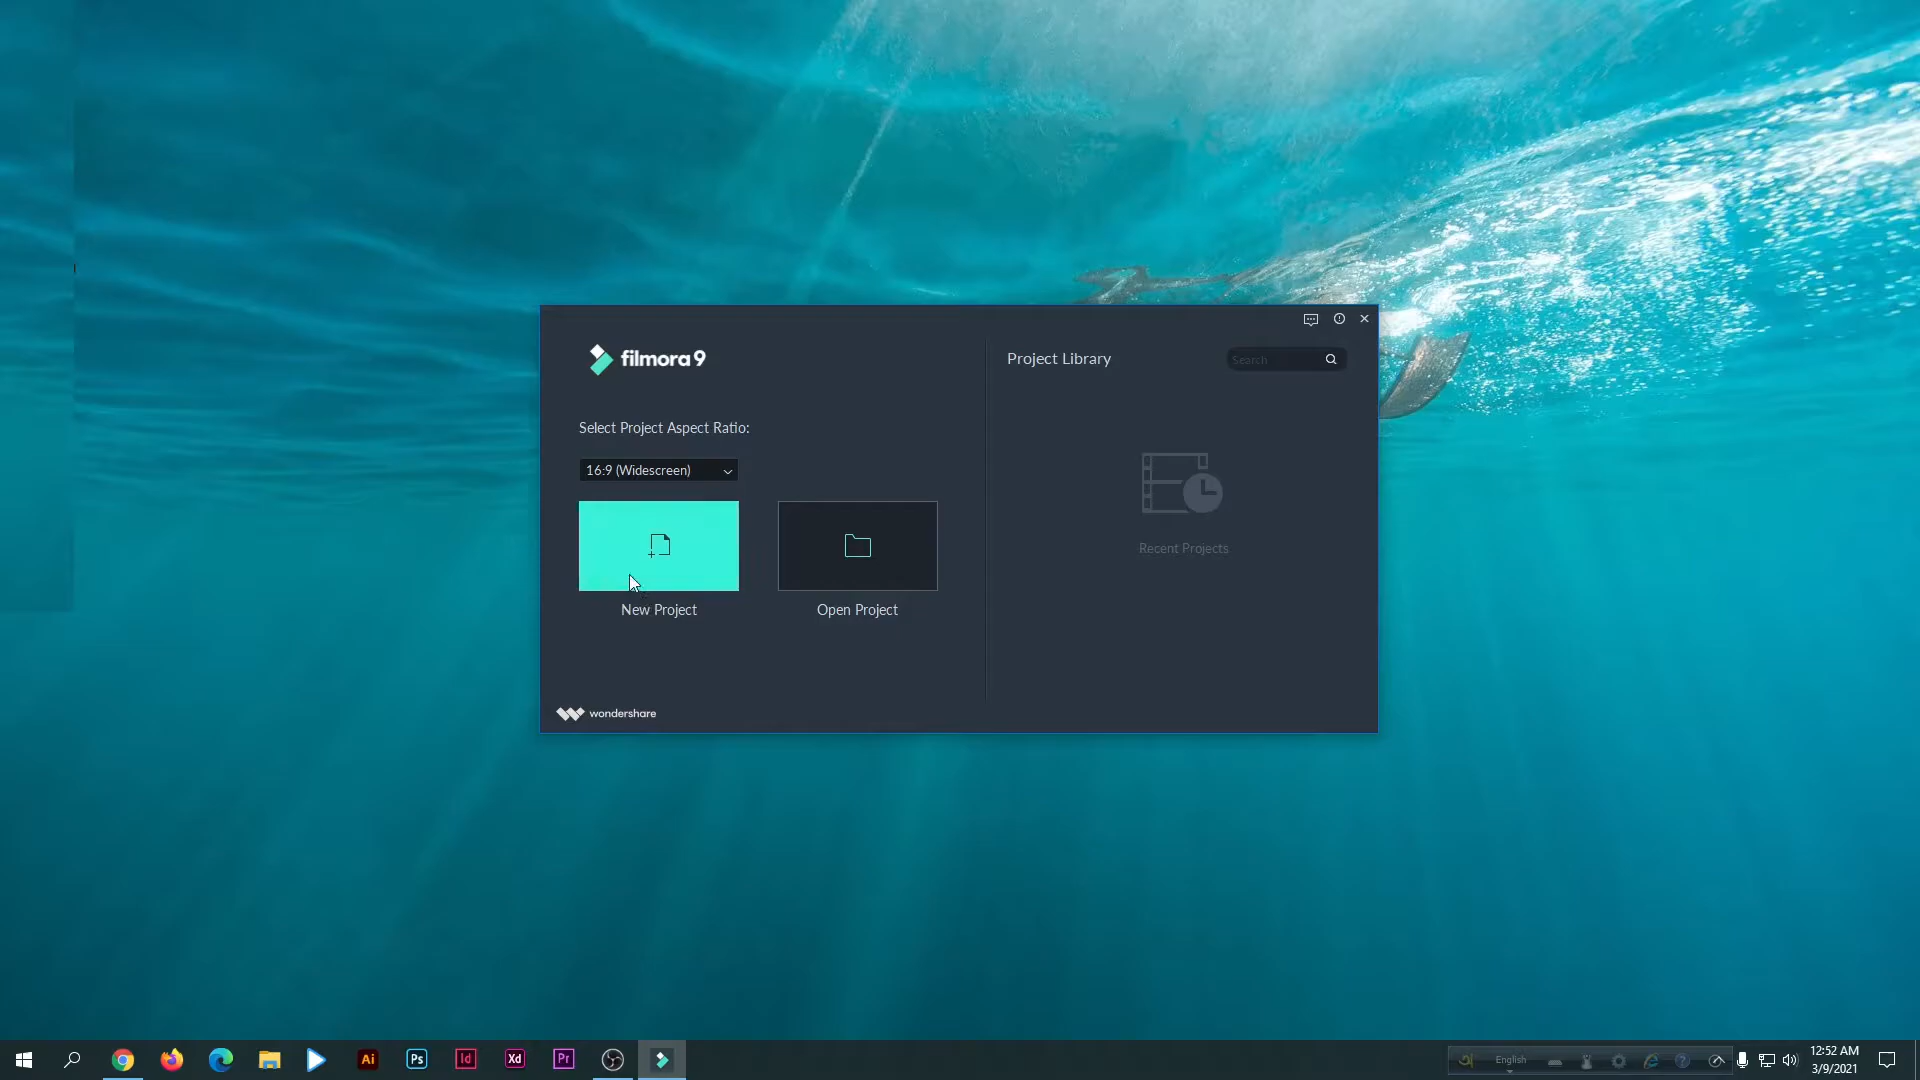 filmora9
Project Library
Search
Select Project Aspect Ratio:
16:9 (Widescreen)
Recent Projects
New Project
Open Project
wondershare
Ai
Ps
Id
Xd
Pr
English
12:52 AM
3/9/2021